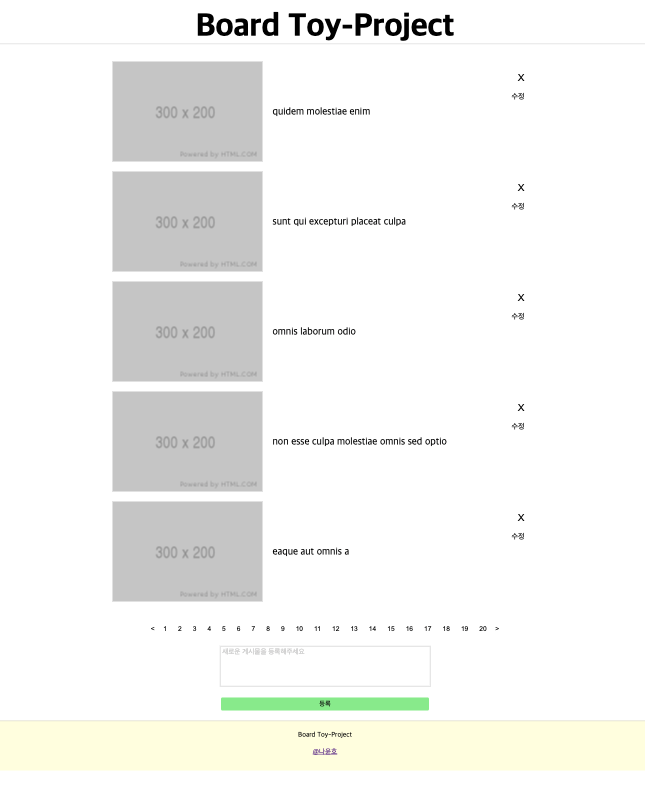 Board Toy-Project
300 x 200
Powered by HTML.COM
quidem molestiae enim
X
수정
300 x 200
Powered by HTML.COM
sunt qui excepturi placeat culpa
X
수정
300 x 200
Powered by HTML.COM
omnis laborum odio
X
수정
300 x 200
Powered by HTML.COM
non esse culpa molestiae omnis sed optio
X
수정
300 x 200
Powered by HTML.COM
eaque aut omnis a
X
수정
< 1 2 3 4 5 6 7 8 9 10 11 12 13 14 15 16 17 18 19 20 >
새로운 게시물을 등록해주세요
등록
Board Toy-Project
@나윤호